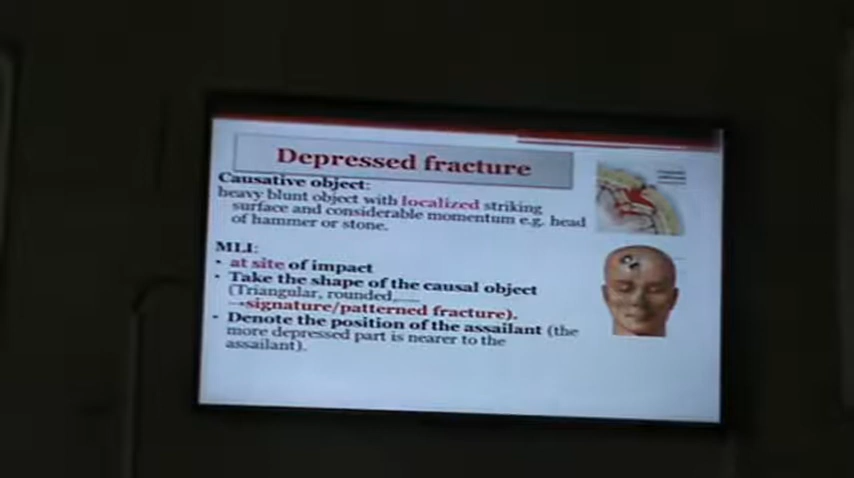 Depressed fracture
Causative object:
heavy blunt object with localized striking
surface and considerable momentum e.g. head
of hammer or stone.
MLI:
• at site of impact
• Take the shape of the causal object
(Triangular, rounded,.....
→signature/patterned fracture).
• Denote the position of the assailant (the
more depressed part is nearer to the
assailant).